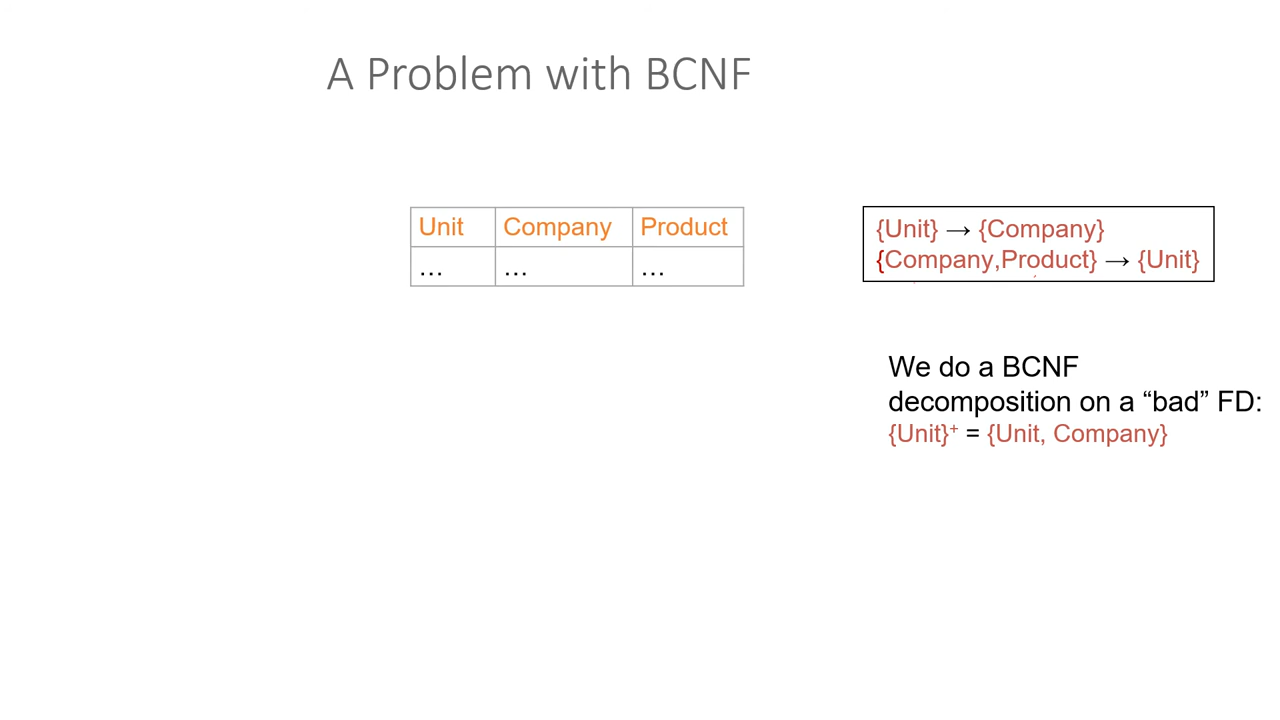 A Problem with BCNF
Unit Company Product
... ... ...
{Unit} → {Company}
{Company,Product} → {Unit}
We do a BCNF
decomposition on a “bad” FD:
{Unit}⁺ = {Unit, Company}